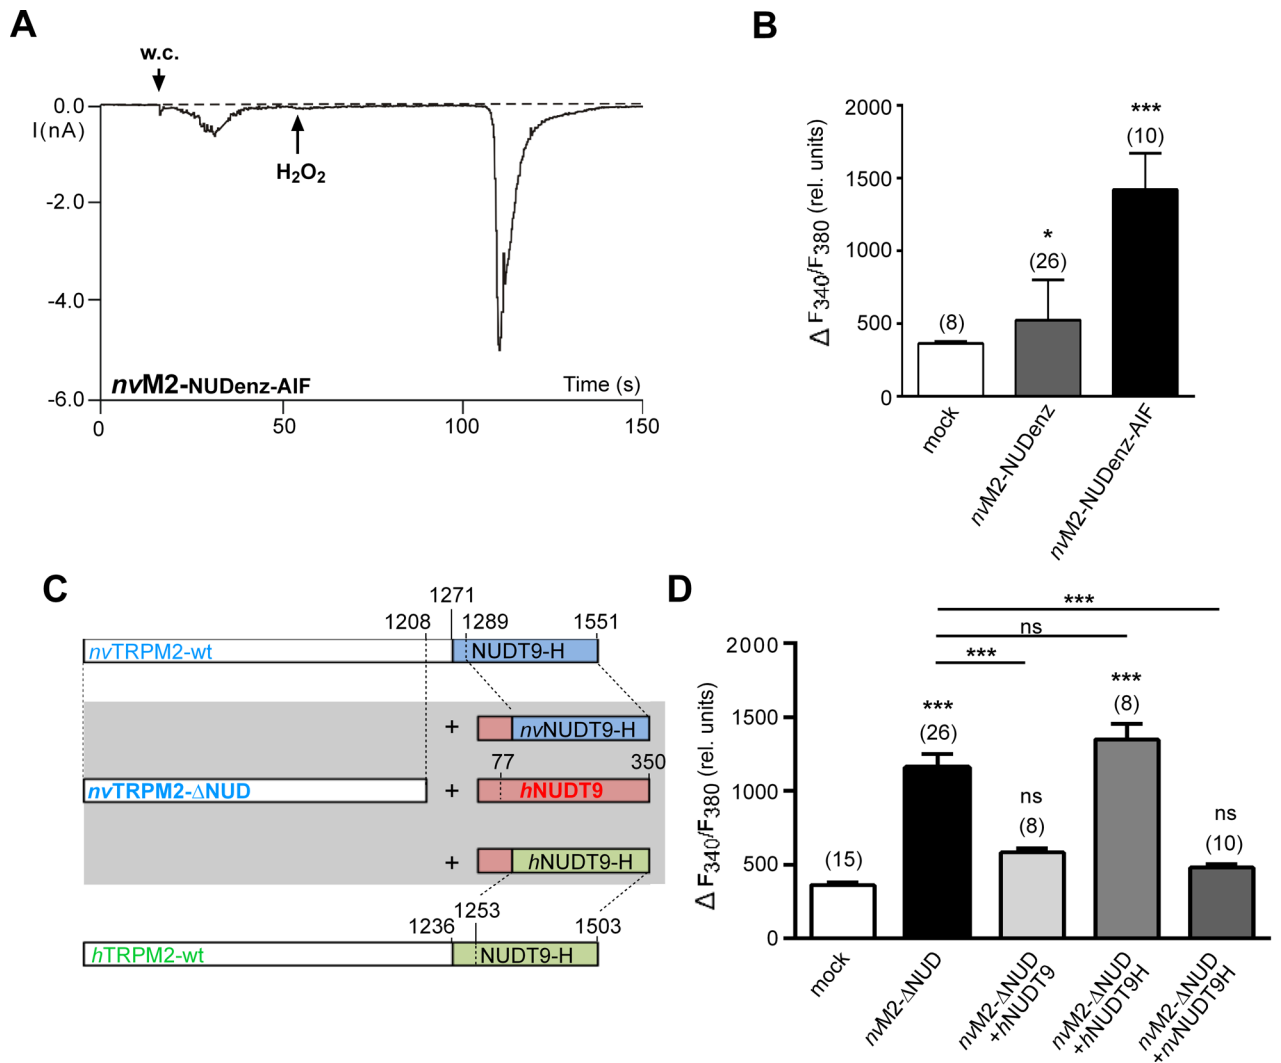 A
w.c.
0.0
I(nA)
H₂O₂
-2.0
-4.0
nvM2-NUDenz-AIF
Time (s)
-6.0
0
50
100
150
B
Δ F340/F380 (rel. units)
2000
1500
1000
500
0
(8)
*
(26)
***
(10)
mock
nvM2-NUDenz
nvM2-NUDenz-AIF
C
1271
1208
1289
1551
nvTRPM2-wt
NUDT9-H
+
nvNUDT9-H
77
350
nvTRPM2-ΔNUD
+
hNUDT9
+
hNUDT9-H
1253
1236
1503
hTRPM2-wt
NUDT9-H
D
Δ F340/F380 (rel. units)
2000
1500
1000
500
0
***
ns
***
(15)
***
(26)
ns
(8)
***
(8)
ns
(10)
mock
nvM2-ΔNUD
nvM2-ΔNUD
+hNUDT9
nvM2-ΔNUD
+hNUDT9H
nvM2-ΔNUD
+nvNUDT9H